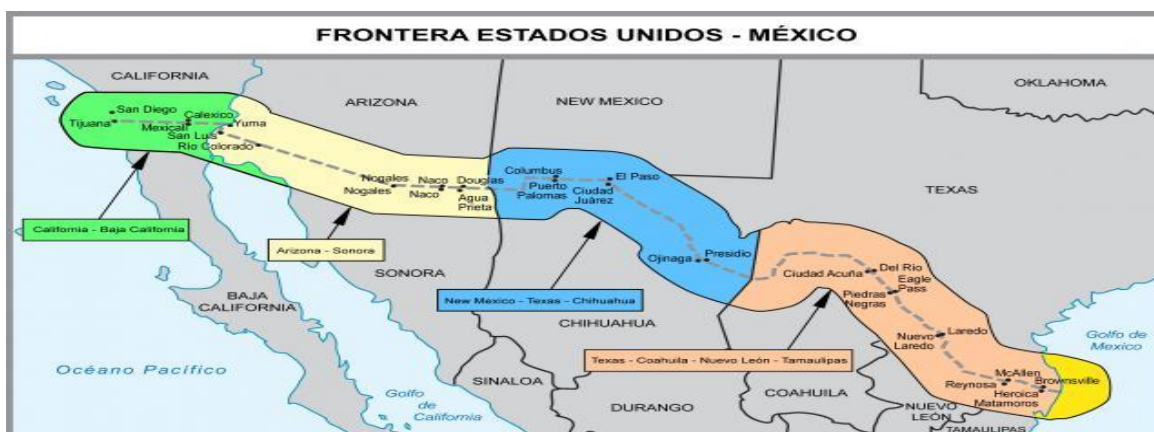 FRONTERA ESTADOS UNIDOS - MÉXICO
CALIFORNIA
ARIZONA
NEW MEXICO
OKLAHOMA
TEXAS
San Diego
Tijuana
Calexico
Mexicali
Yuma
San Luis
Río Colorado
Nogales
Nogales
Naco
Naco
Douglas
Agua
Prieta
Columbus
Puerto
Palomas
El Paso
Ciudad
Juárez
Ojinaga
Presidio
Ciudad Acuña
Del Rio
Eagle
Pass
Piedras
Negras
Nuevo
Laredo
Laredo
McAllen
Reynosa
Brownsville
Heroica
Matamoros
California - Baja California
Arizona - Sonora
New Mexico - Texas - Chihuahua
Texas - Coahuila - Nuevo León - Tamaulipas
SONORA
BAJA
CALIFORNIA
CHIHUAHUA
SINALOA
DURANGO
COAHUILA
NUEVO
LEÓN
TAMAULIPAS
Océano Pacífico
Golfo
de
California
Golfo de
Mexico